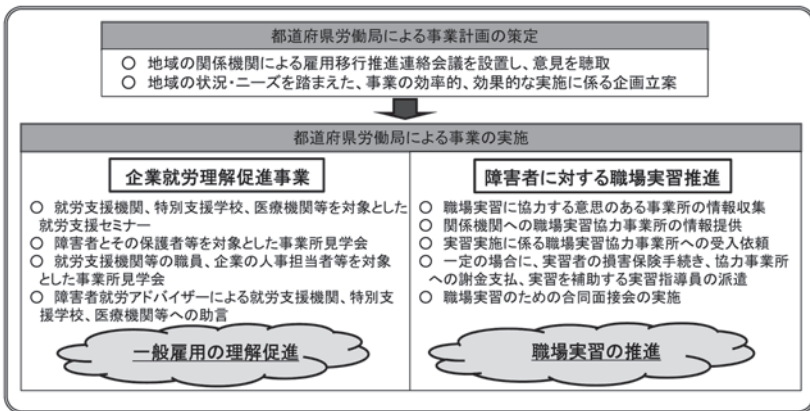 都道府県労働局による事業計画の策定
○ 地域の関係機関による雇用移行推進連絡会議を設置し、意見を聴取
○ 地域の状況・ニーズを踏まえた、事業の効率的、効果的な実施に係る企画立案
都道府県労働局による事業の実施
企業就労理解促進事業
○ 就労支援機関、特別支援学校、医療機関等を対象とした
就労支援セミナー
○ 障害者とその保護者等を対象とした事業所見学会
○ 就労支援機関等の職員、企業の人事担当者等を対象
とした事業所見学会
○ 障害者就労アドバイザーによる就労支援機関、特別支
援学校、医療機関等への助言
一般雇用の理解促進
障害者に対する職場実習推進
○ 職場実習に協力する意思のある事業所の情報収集
○ 関係機関への職場実習協力事業所の情報提供
○ 実習実施に係る職場実習協力事業所への受入依頼
○ 一定の場合に、実習者の損害保険手続き、協力事業所
への謝金支払、実習を補助する実習指導員の派遣
○ 職場実習のための合同面接会の実施
職場実習の推進